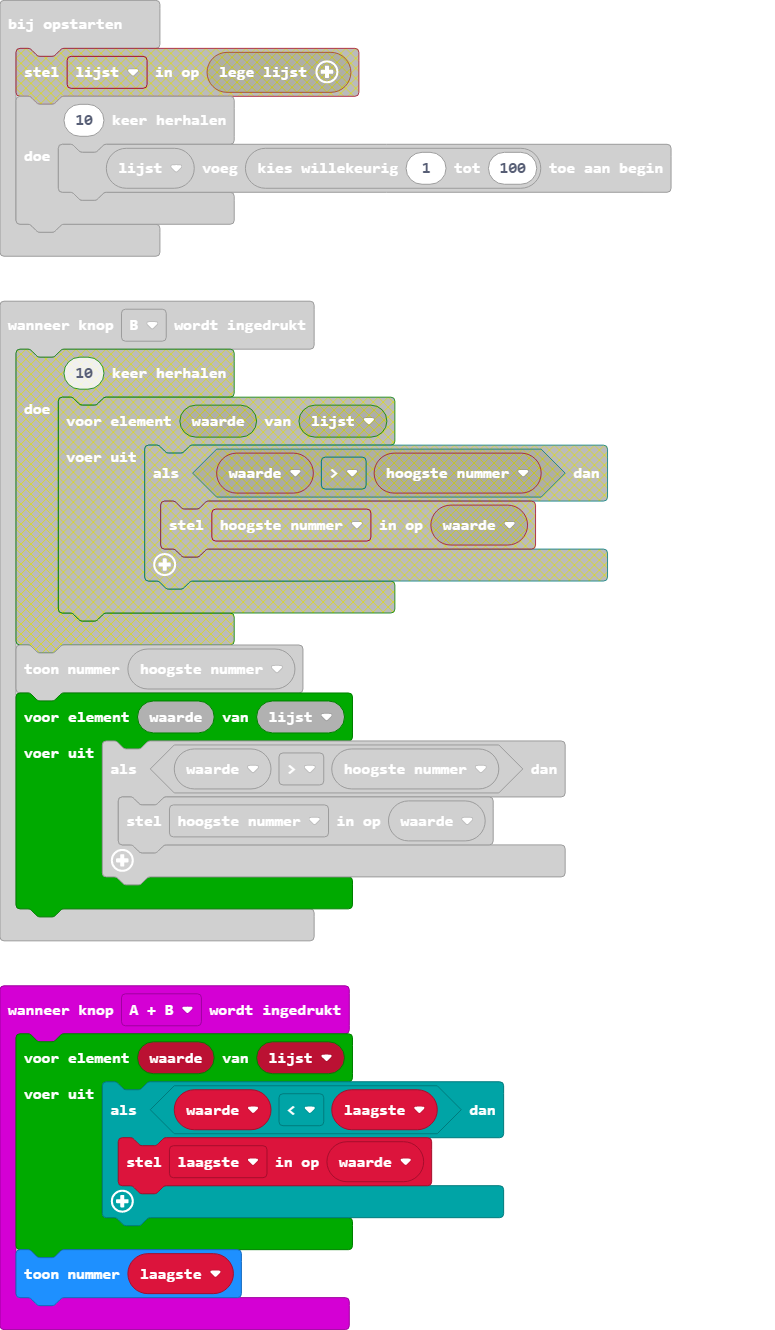 bij opstarten
stel lijst in op lege lijst
10 keer herhalen
doe
lijst voeg kies willekeurig 1 tot 100 toe aan begin
wanneer knop B wordt ingedrukt
10 keer herhalen
doe
voor element waarde van lijst
voer uit
als waarde > hoogste nummer dan
stel hoogste nummer in op waarde
toon nummer hoogste nummer
voor element waarde van lijst
voer uit
als waarde > hoogste nummer dan
stel hoogste nummer in op waarde
wanneer knop A + B wordt ingedrukt
voor element waarde van lijst
voer uit
als waarde < laagste dan
stel laagste in op waarde
toon nummer laagste